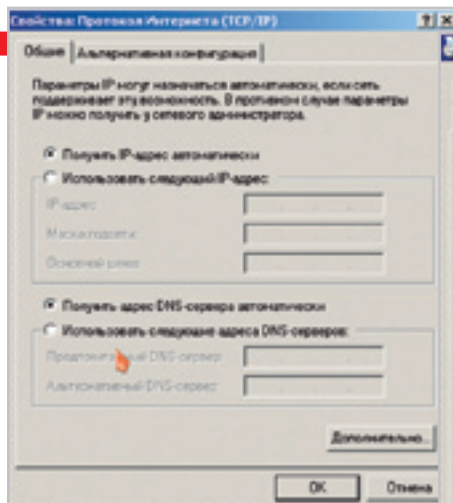 Свойства: Протокол Интернета (TCP/IP)
Общие
Альтернативная конфигурация
Параметры IP могут назначаться автоматически, если сеть
поддерживает эту возможность. В противном случае параметры
IP можно получить у сетевого администратора.
Получить IP-адрес автоматически
Использовать следующий IP-адрес:
IP-адрес:
Маска подсети:
Основной шлюз:
Получить адрес DNS-сервера автоматически
Использовать следующие адреса DNS-серверов:
DNS-сервер:
Альтернативный DNS-сервер:
Дополнительно...
OK
Отмена